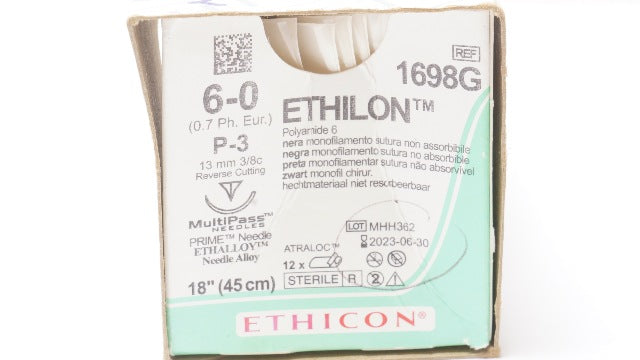 REF
1698G
6-0
(0.7 Ph. Eur.)
P-3
13 mm 3/8c
Reverse Cutting
MultiPass™
NEEDLES
PRIME™ Needle
ETHALLOY™
Needle Alloy
18" (45 cm)
ETHILON™
Polyamide 6
nera monofilamento sutura non assorbibile
negra monofilamento sutura no absorbible
preta monofilamentar sutura não absorvível
zwart monofil chirur.
hechtmateriaal niet resorbeerbaar
LOT MHH362
2023-06-30
ATRALOC™
12 x
STERILE R
2
ETHICON®